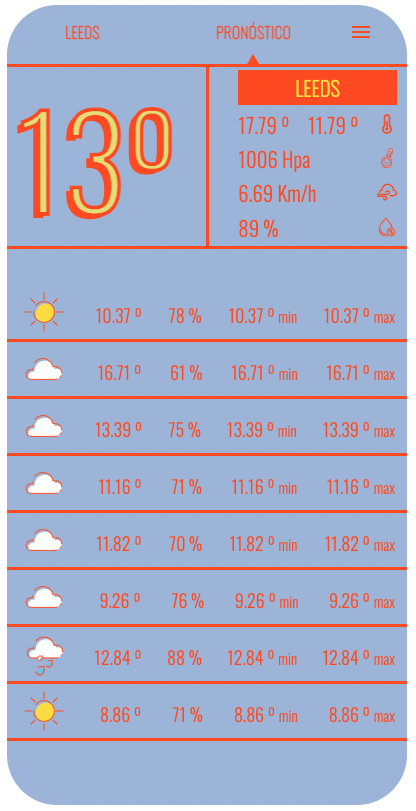 LEEDS PRONÓSTICO
13º
LEEDS
17.79 º 11.79 º
1006 Hpa
6.69 Km/h
89 %
10.37 º 78 % 10.37 º min 10.37 º max
16.71 º 61 % 16.71 º min 16.71 º max
13.39 º 75 % 13.39 º min 13.39 º max
11.16 º 71 % 11.16 º min 11.16 º max
11.82 º 70 % 11.82 º min 11.82 º max
9.26 º 76 % 9.26 º min 9.26 º max
12.84 º 88 % 12.84 º min 12.84 º max
8.86 º 71 % 8.86 º min 8.86 º max